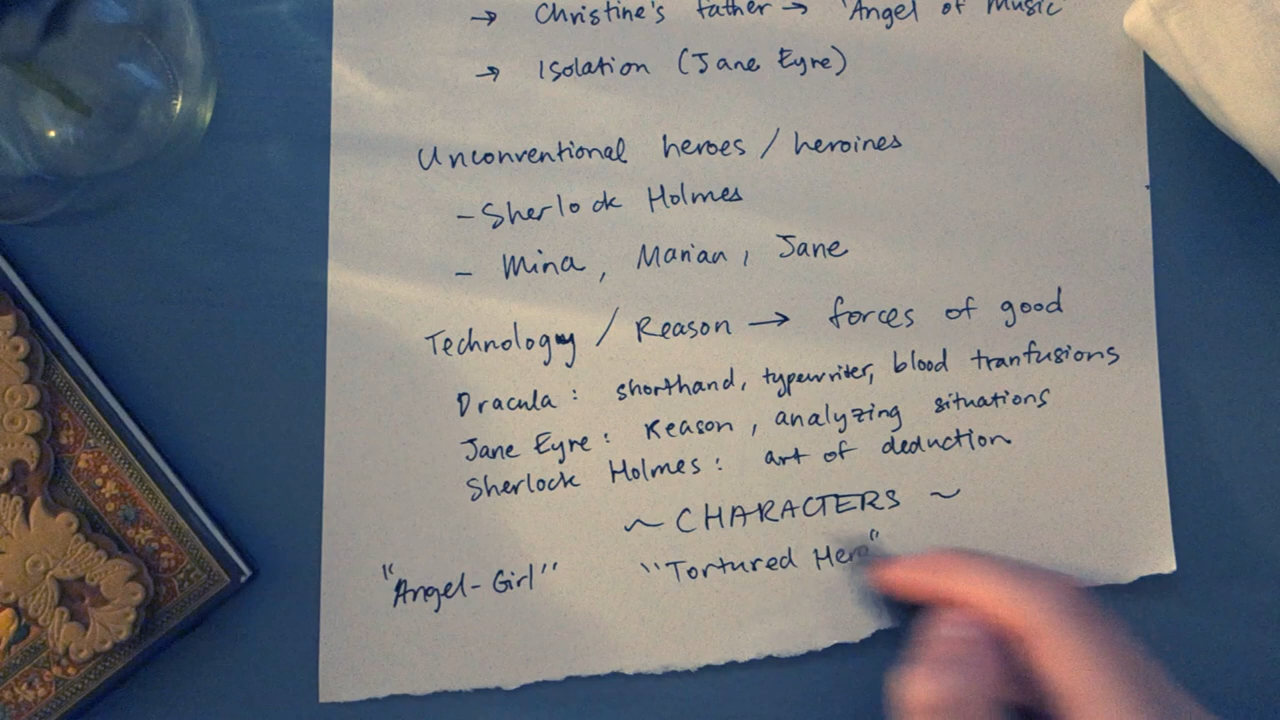 → Christine's father → 'Angel of Music'
→ Isolation (Jane Eyre)
Unconventional heroes / heroines
- Sherlock Holmes
- Mina, Marian, Jane
Technology / Reason → forces of good
Dracula: shorthand, typewriter, blood tranfusions
Jane Eyre: Reason, analyzing situations
Sherlock Holmes: art of deduction
~ CHARACTERS ~
"Angel-Girl" "Tortured Hero"